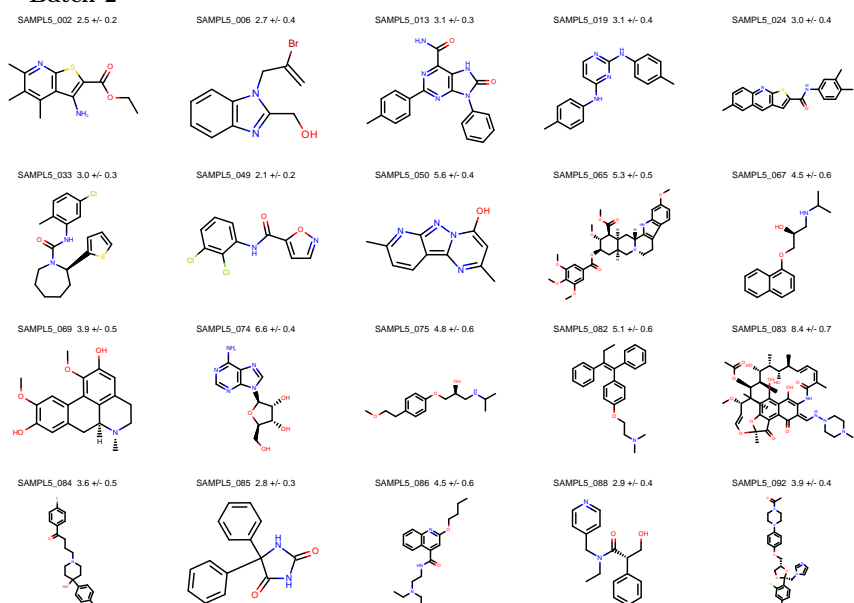 Batch 2
SAMPL5_002 2.5 +/- 0.2 SAMPL5_006 2.7 +/- 0.4 SAMPL5_013 3.1 +/- 0.3 SAMPL5_019 3.1 +/- 0.4 SAMPL5_024 3.0 +/- 0.4
SAMPL5_033 3.0 +/- 0.3 SAMPL5_049 2.1 +/- 0.2 SAMPL5_050 5.6 +/- 0.4 SAMPL5_065 5.3 +/- 0.5 SAMPL5_067 4.5 +/- 0.6
SAMPL5_069 3.9 +/- 0.5 SAMPL5_074 6.6 +/- 0.4 SAMPL5_075 4.8 +/- 0.6 SAMPL5_082 5.1 +/- 0.6 SAMPL5_083 8.4 +/- 0.7
SAMPL5_084 3.6 +/- 0.5 SAMPL5_085 2.8 +/- 0.3 SAMPL5_086 4.5 +/- 0.6 SAMPL5_088 2.9 +/- 0.4 SAMPL5_092 3.9 +/- 0.4